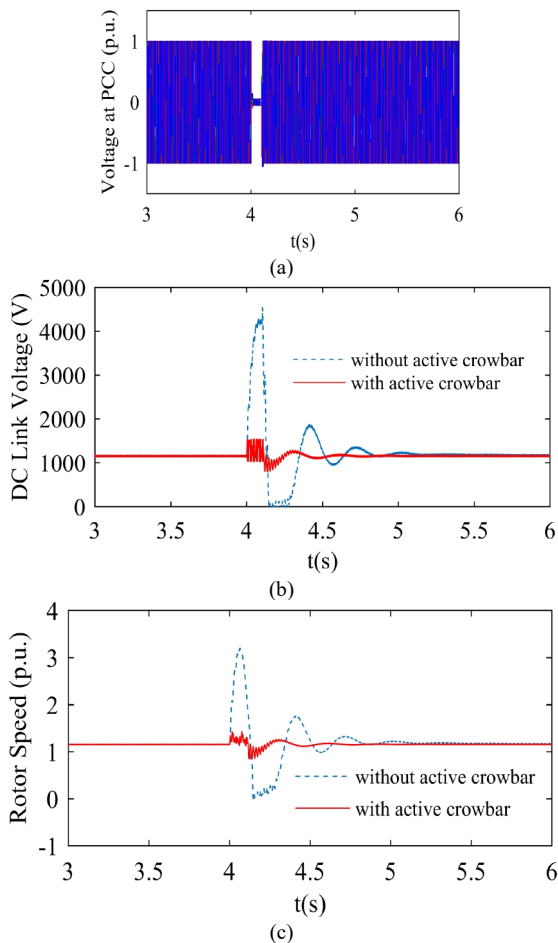 Voltage at PCC (p.u.)
1
0
-1
3
4
5
6
t(s)
(a)
DC Link Voltage (V)
5000
4000
3000
2000
1000
0
without active crowbar
with active crowbar
3
3.5
4
4.5
5
5.5
6
t(s)
(b)
Rotor Speed (p.u.)
4
3
2
1
0
-1
without active crowbar
with active crowbar
3
3.5
4
4.5
5
5.5
6
t(s)
(c)